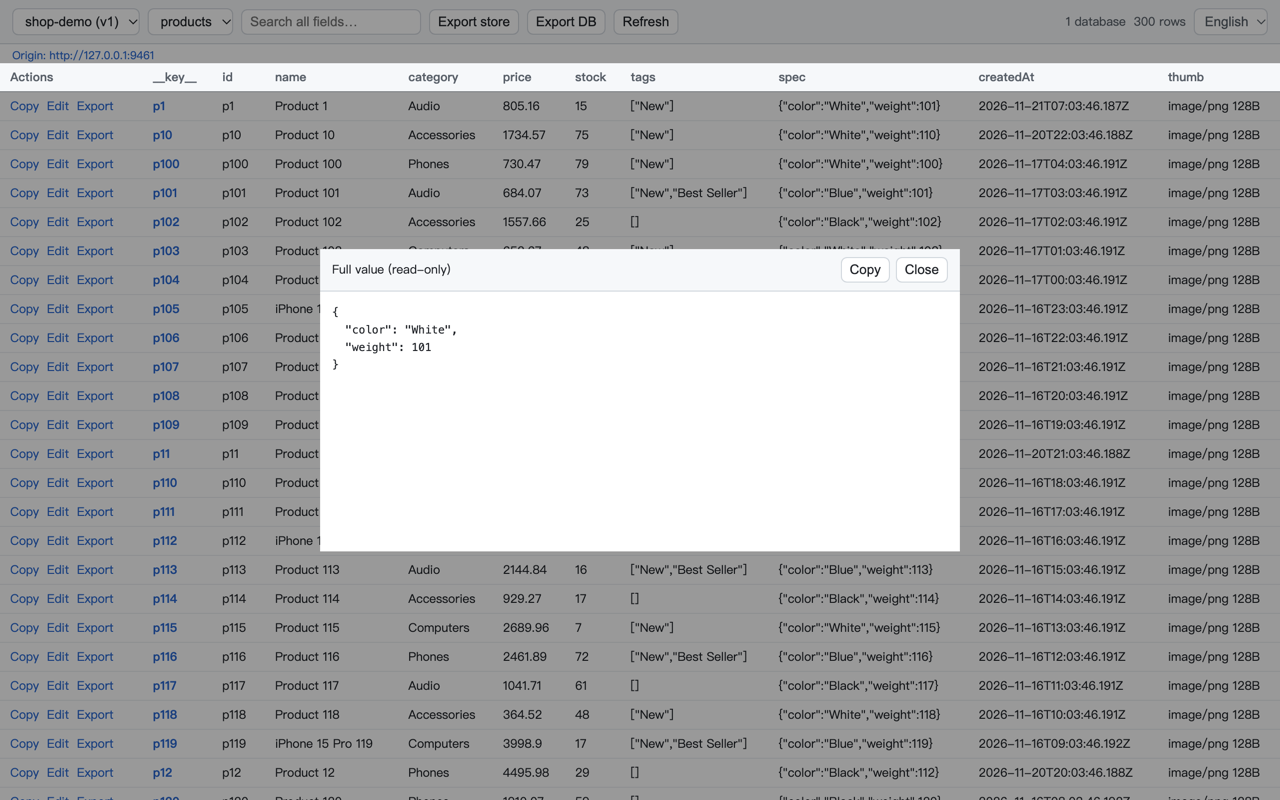 shop-demo (v1) products Search all fields… Export store Export DB Refresh 1 database 300 rows English
Origin: http://127.0.0.1:9461
Actions __key__ id name category price stock tags spec createdAt thumb
Copy Edit Export p1 p1 Product 1 Audio 805.16 15 ["New"] {"color":"White","weight":101} 2026-11-21T07:03:46.187Z image/png 128B
Copy Edit Export p10 p10 Product 10 Accessories 1734.57 75 ["New"] {"color":"White","weight":110} 2026-11-20T22:03:46.188Z image/png 128B
Copy Edit Export p100 p100 Product 100 Phones 730.47 79 ["New"] {"color":"White","weight":100} 2026-11-17T04:03:46.191Z image/png 128B
Copy Edit Export p101 p101 Product 101 Audio 684.07 73 ["New","Best Seller"] {"color":"Blue","weight":101} 2026-11-17T03:03:46.191Z image/png 128B
Copy Edit Export p102 p102 Product 102 Accessories 1557.66 25 [] {"color":"Black","weight":102} 2026-11-17T02:03:46.191Z image/png 128B
Copy Edit Export p103 p103 Product 2026-11-17T01:03:46.191Z image/png 128B
Copy Edit Export p104 p104 Product 2026-11-17T00:03:46.191Z image/png 128B
Copy Edit Export p105 p105 iPhone 1 2026-11-16T23:03:46.191Z image/png 128B
Copy Edit Export p106 p106 Product 2026-11-16T22:03:46.191Z image/png 128B
Copy Edit Export p107 p107 Product 2026-11-16T21:03:46.191Z image/png 128B
Copy Edit Export p108 p108 Product 2026-11-16T20:03:46.191Z image/png 128B
Copy Edit Export p109 p109 Product 2026-11-16T19:03:46.191Z image/png 128B
Copy Edit Export p11 p11 Product 2026-11-20T21:03:46.188Z image/png 128B
Copy Edit Export p110 p110 Product 2026-11-16T18:03:46.191Z image/png 128B
Copy Edit Export p111 p111 Product 2026-11-16T17:03:46.191Z image/png 128B
Copy Edit Export p112 p112 iPhone 1 2026-11-16T16:03:46.191Z image/png 128B
Full value (read-only) Copy Close
{
"color": "White",
"weight": 101
}
Copy Edit Export p113 p113 Product 113 Audio 2144.84 16 ["New","Best Seller"] {"color":"Blue","weight":113} 2026-11-16T15:03:46.191Z image/png 128B
Copy Edit Export p114 p114 Product 114 Accessories 929.27 17 [] {"color":"Black","weight":114} 2026-11-16T14:03:46.191Z image/png 128B
Copy Edit Export p115 p115 Product 115 Computers 2689.96 7 ["New"] {"color":"White","weight":115} 2026-11-16T13:03:46.191Z image/png 128B
Copy Edit Export p116 p116 Product 116 Phones 2461.89 72 ["New","Best Seller"] {"color":"Blue","weight":116} 2026-11-16T12:03:46.191Z image/png 128B
Copy Edit Export p117 p117 Product 117 Audio 1041.71 61 [] {"color":"Black","weight":117} 2026-11-16T11:03:46.191Z image/png 128B
Copy Edit Export p118 p118 Product 118 Accessories 364.52 48 ["New"] {"color":"White","weight":118} 2026-11-16T10:03:46.191Z image/png 128B
Copy Edit Export p119 p119 iPhone 15 Pro 119 Computers 3998.9 17 ["New","Best Seller"] {"color":"Blue","weight":119} 2026-11-16T09:03:46.192Z image/png 128B
Copy Edit Export p12 p12 Product 12 Phones 4495.98 29 [] {"color":"Black","weight":112} 2026-11-20T20:03:46.188Z image/png 128B